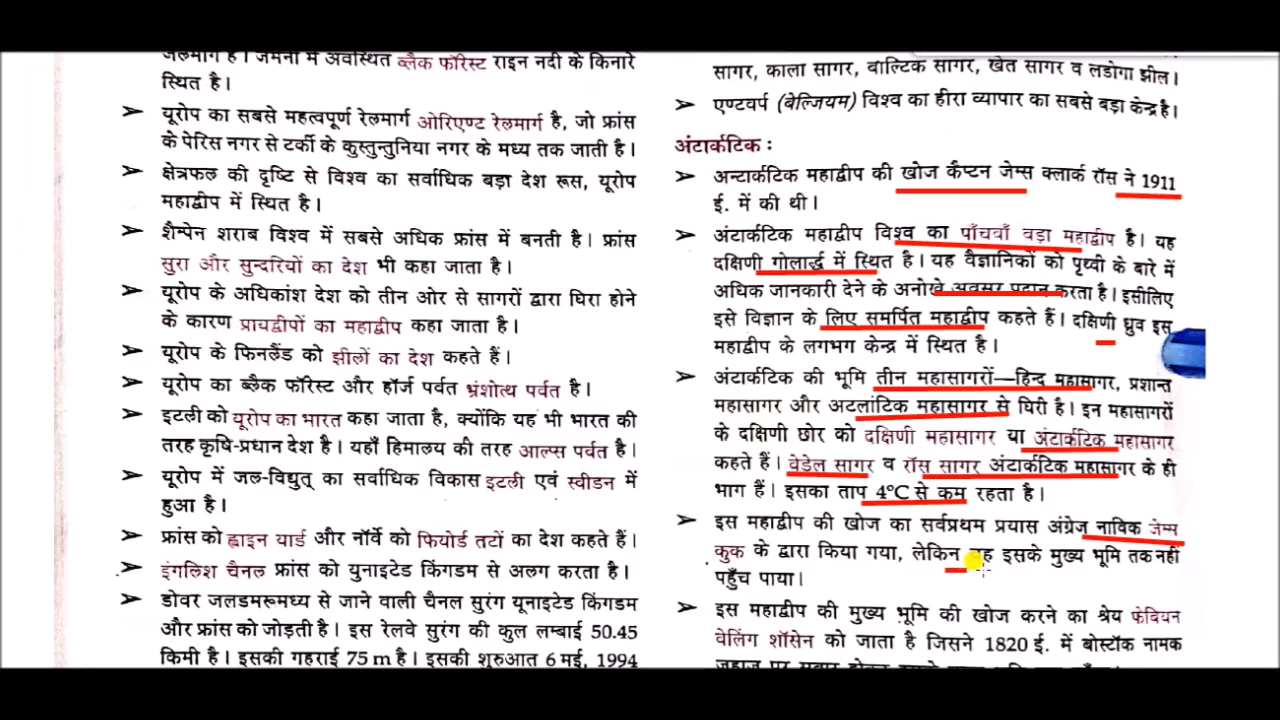 जलमार्ग है। जर्मनी में अवस्थित ब्लैक फॉरेस्ट राइन नदी के किनारे
स्थित है।
➤ यूरोप का सबसे महत्वपूर्ण रेलमार्ग ओरिएण्ट रेलमार्ग है, जो फ्रांस
के पेरिस नगर से टर्की के कुस्तुन्तुनिया नगर के मध्य तक जाती है।
➤ क्षेत्रफल की दृष्टि से विश्व का सर्वाधिक बड़ा देश रूस, यूरोप
महाद्वीप में स्थित है।
➤ शैम्पेन शराब विश्व में सबसे अधिक फ्रांस में बनती है। फ्रांस
सुरा और सुन्दरियों का देश भी कहा जाता है।
➤ यूरोप के अधिकांश देश को तीन ओर से सागरों द्वारा घिरा होने
के कारण प्रायद्वीपों का महाद्वीप कहा जाता है।
➤ यूरोप के फिनलैंड को झीलों का देश कहते हैं।
➤ यूरोप का ब्लैक फॉरेस्ट और हॉर्ज पर्वत भ्रंशोत्थ पर्वत है।
➤ इटली को यूरोप का भारत कहा जाता है, क्योंकि यह भी भारत की
तरह कृषि-प्रधान देश है। यहाँ हिमालय की तरह आल्प्स पर्वत है।
➤ यूरोप में जल-विद्युत् का सर्वाधिक विकास इटली एवं स्वीडन में
हुआ है।
➤ फ्रांस को ह्वाइन यार्ड और नॉर्वे को फियोर्ड तटों का देश कहते हैं।
➤ इंगलिश चैनल फ्रांस को युनाइटेड किंगडम से अलग करता है।
➤ डोवर जलडमरूमध्य से जाने वाली चैनल सुरंग यूनाइटेड किंगडम
और फ्रांस को जोड़ती है। इस रेलवे सुरंग की कुल लम्बाई 50.45
किमी है। इसकी गहराई 75 m है। इसकी शुरुआत 6 मई, 1994
सागर, काला सागर, बाल्टिक सागर, श्वेत सागर व लडोगा झील।
➤ एण्टवर्प (बेल्जियम) विश्व का हीरा व्यापार का सबसे बड़ा केन्द्र है।
अंटार्कटिक :
➤ अन्टार्कटिक महाद्वीप की खोज कैप्टन जेम्स क्लार्क रॉस ने 1911
ई. में की थी।
➤ अंटार्कटिक महाद्वीप विश्व का पाँचवाँ बड़ा महाद्वीप है। यह
दक्षिणी गोलार्द्ध में स्थित है। यह वैज्ञानिकों को पृथ्वी के बारे में
अधिक जानकारी देने के अनोखे अवसर प्रदान करता है। इसीलिए
इसे विज्ञान के लिए समर्पित महाद्वीप कहते हैं। दक्षिणी ध्रुव इस
महाद्वीप के लगभग केन्द्र में स्थित है।
➤ अंटार्कटिक की भूमि तीन महासागरों—हिन्द महासागर, प्रशान्त
महासागर और अटलांटिक महासागर से घिरी है। इन महासागरों
के दक्षिणी छोर को दक्षिणी महासागर या अंटार्कटिक महासागर
कहते हैं। वेडेल सागर व रॉस सागर अंटार्कटिक महासागर के ही
भाग हैं। इसका ताप 4°C से कम रहता है।
➤ इस महाद्वीप की खोज का सर्वप्रथम प्रयास अंग्रेज नाविक जेम्स
कुक के द्वारा किया गया, लेकिन इसके मुख्य भूमि तक नहीं
पहुँच पाया।
➤ इस महाद्वीप की मुख्य भूमि की खोज करने का श्रेय फेबियन
वेलिंग शॉसेन को जाता है जिसने 1820 ई. में बोस्टॉक नामक